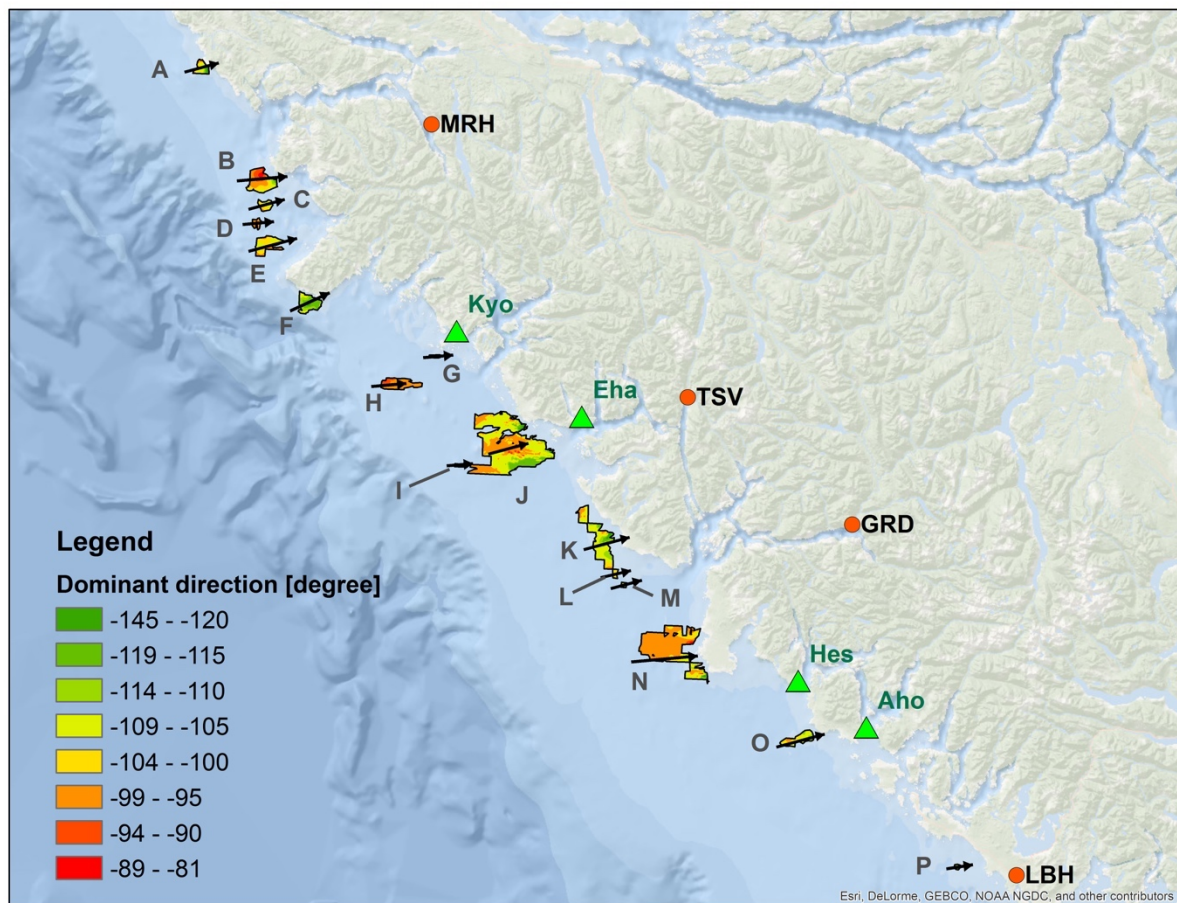 A
MRH
B
C
D
E
F
Kyo
G
H
Eha
TSV
I
J
GRD
K
L
M
N
Hes
Aho
O
P
LBH
Legend
Dominant direction [degree]
-145 - -120
-119 - -115
-114 - -110
-109 - -105
-104 - -100
-99 - -95
-94 - -90
-89 - -81
Esri, DeLorme, GEBCO, NOAA NGDC, and other contributors